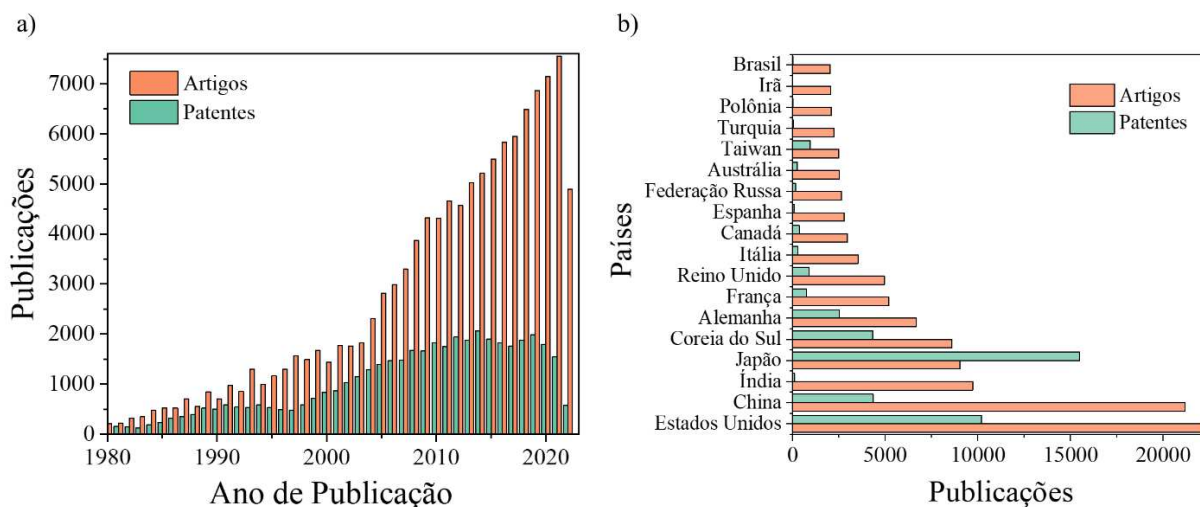 a)
7000
6000
5000
4000
3000
2000
1000
0
Publicações
Artigos
Patentes
1980
1990
2000
2010
2020
Ano de Publicação
b)
Países
Brasil
Irã
Polônia
Turquia
Taiwan
Austrália
Federação Russa
Espanha
Canadá
Itália
Reino Unido
França
Alemanha
Coreia do Sul
Japão
Índia
China
Estados Unidos
Artigos
Patentes
0
5000
10000
15000
20000
Publicações